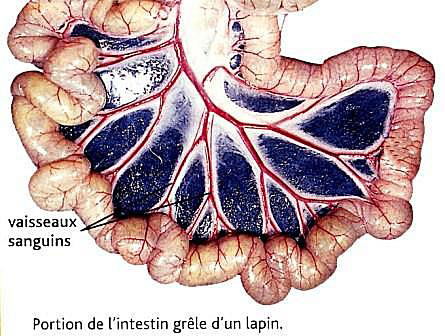 vaisseaux
sanguins
Portion de l'intestin grêle d'un lapin.